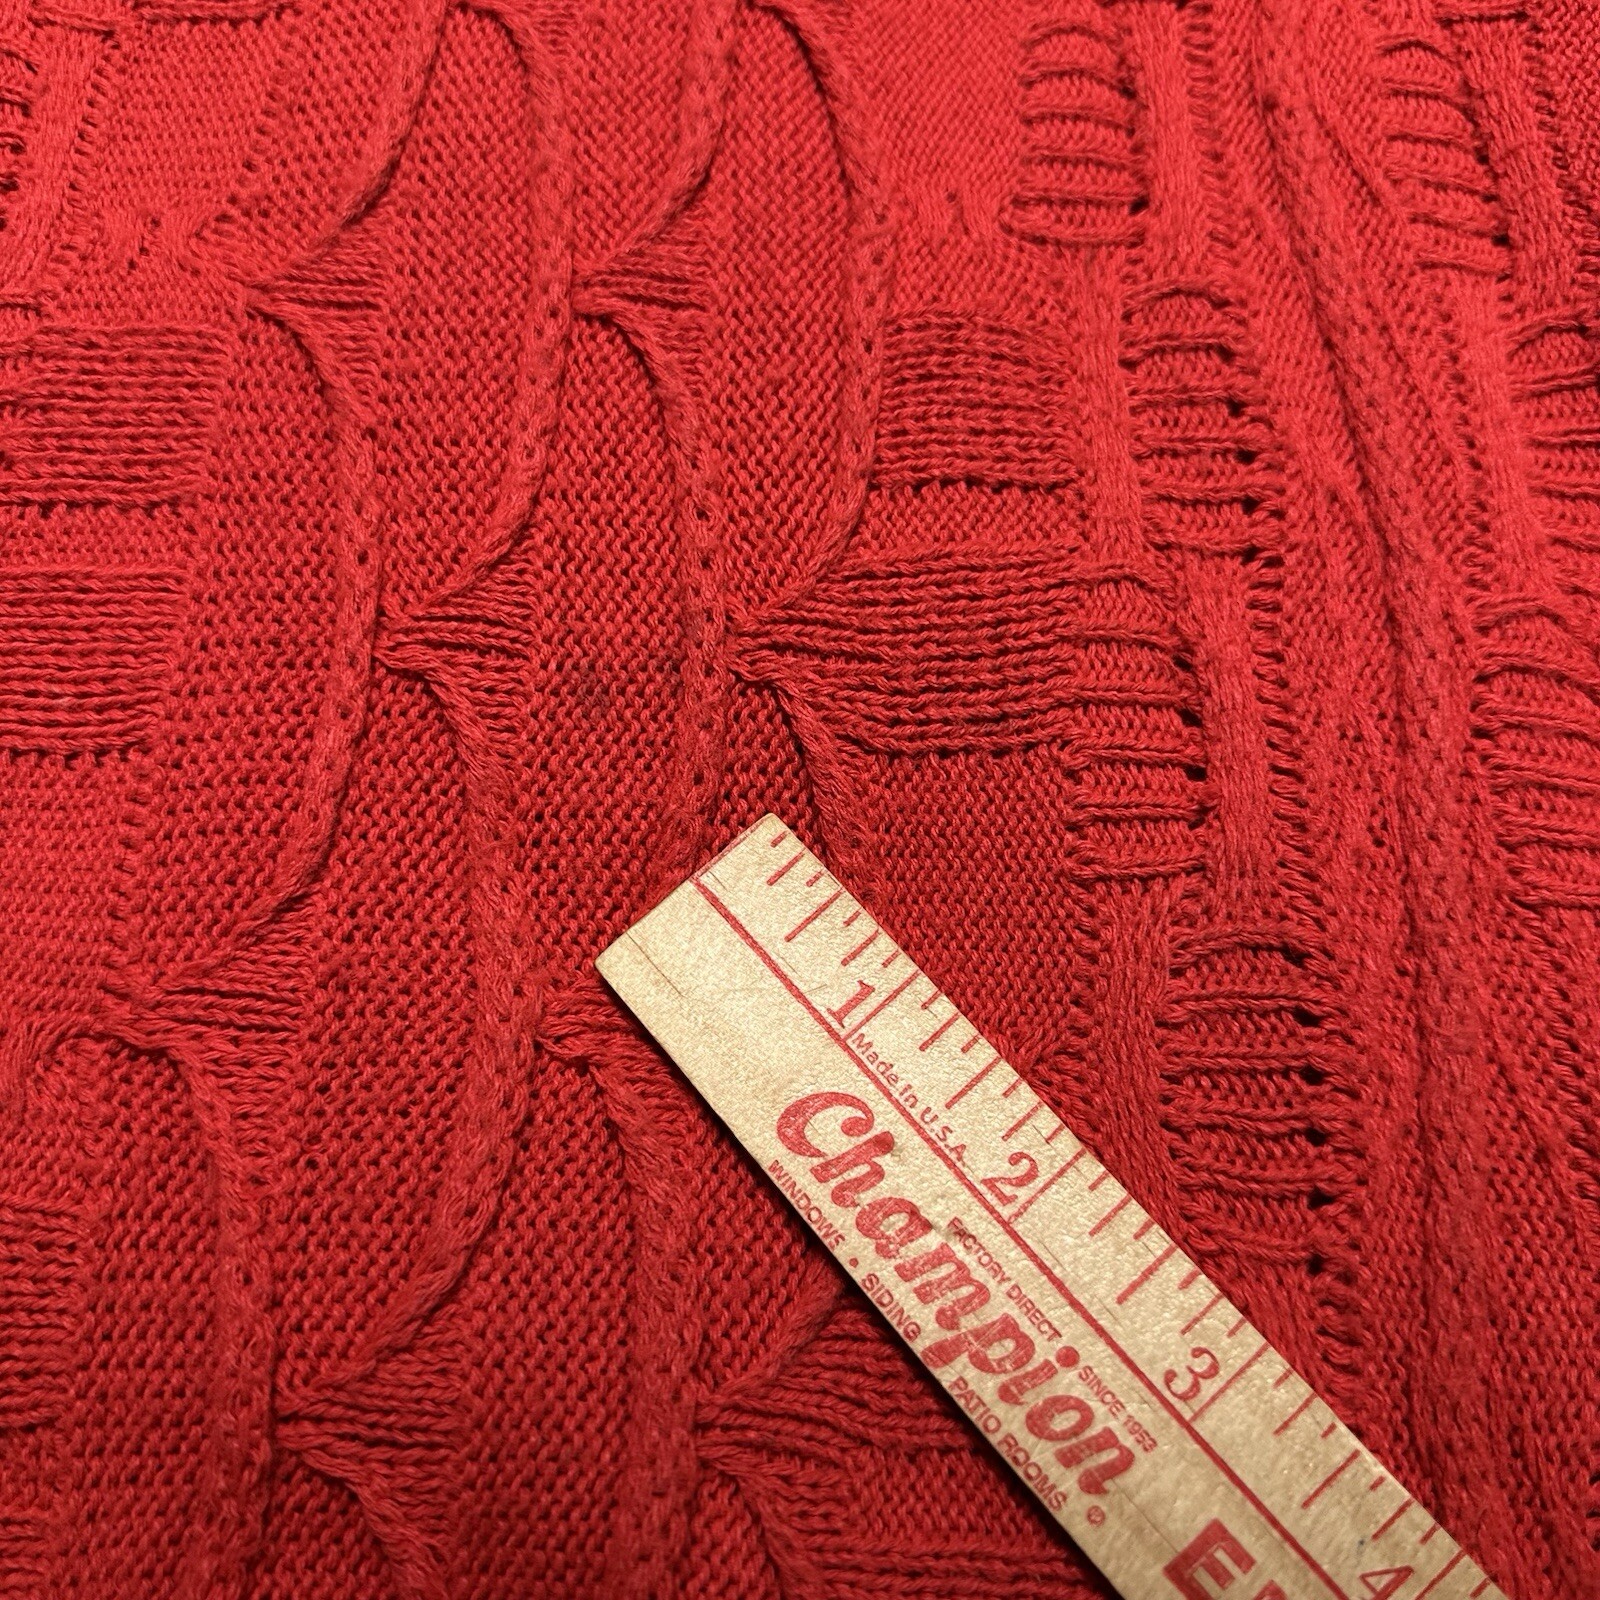 1 2 3 4
Made in U.S.A.
FACTORY DIRECT
SINCE 1953
Champion®
WINDOWS • SIDING PATIO ROOMS